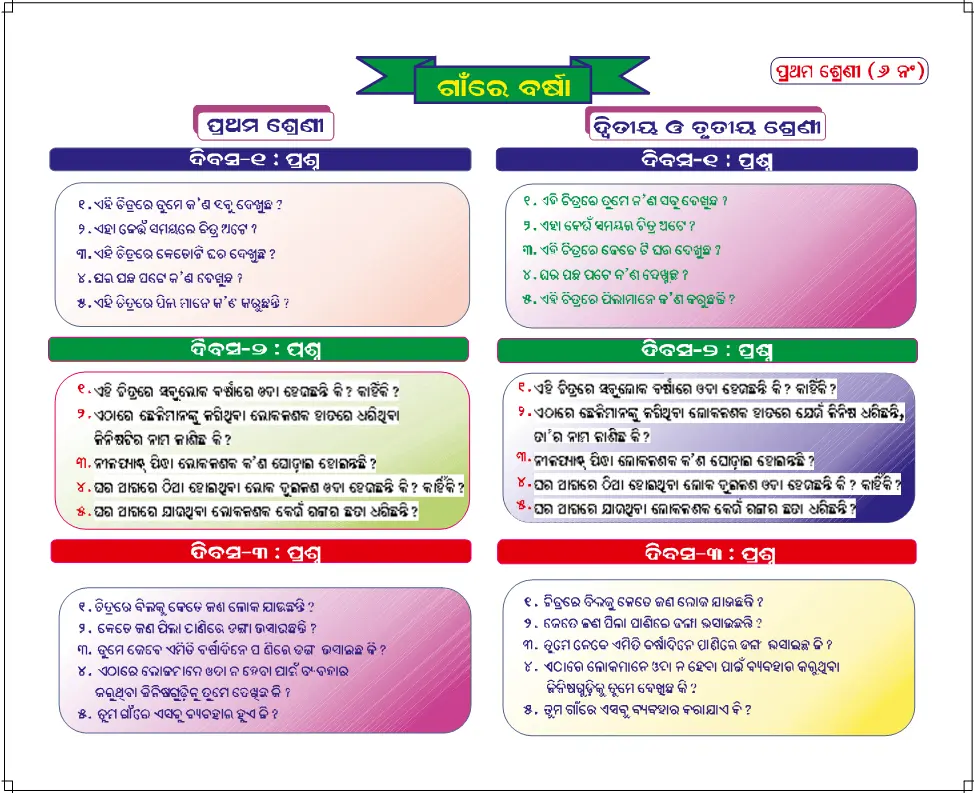 ପ୍ରଥମ ଶ୍ରେଣୀ (୬ ନଂ)
ଗାଁରେ ବର୍ଷା
ପ୍ରଥମ ଶ୍ରେଣୀ
ଦିବସ-୧ : ପ୍ରଶ୍ନ
୧. ଏହି ଚିତ୍ରରେ ତୁମେ କ'ଣ ସବୁ ଦେଖୁଛ ?
୨. ଏହା କେଉଁ ସମୟରେ ଚିତ୍ର ଅଟେ ?
୩. ଏହି ଚିତ୍ରରେ କେତୋଟି ଘର ଦେଖୁଛ ?
୪. ଘର ପଛ ପଟେ କ'ଣ ଦେଖୁଛ ?
୫. ଏହି ଚିତ୍ରରେ ପିଲା ମାନେ କ'ଣ କରୁଛନ୍ତି ?
ଦିବସ-୨ : ପ୍ରଶ୍ନ
୧. ଏହି ଚିତ୍ରରେ ସବୁଲୋକ ବର୍ଷାରେ ଓଦା ହେଉଛନ୍ତି କି ? କାହିଁକି ?
୨. ଏଠାରେ ଛେଳିମାନଙ୍କୁ ଜଗିଥିବା ଲୋକଜଣକ ହାତରେ ଧରିଥିବା
ଜିନିଷଟିର ନାମ ଜାଣିଛ କି ?
୩. ନୀଳପ୍ୟାଣ୍ଟ ପିନ୍ଧା ଲୋକଜଣକ କ'ଣ ଘୋଡ଼ାଇ ହୋଇଛନ୍ତି ?
୪. ଘର ଆଗରେ ଠିଆ ହୋଇଥିବା ଲୋକ ଦୁଇଜଣ ଓଦା ହେଉଛନ୍ତି କି ? କାହିଁକି ?
୫. ଘର ଆଗରେ ଯାଉଥିବା ଲୋକଜଣକ କେଉଁ ରଙ୍ଗର ଛତା ଧରିଛନ୍ତି ?
ଦିବସ-୩ : ପ୍ରଶ୍ନ
୧. ଚିତ୍ରରେ ବିଲକୁ କେତେ ଜଣ ଲୋକ ଯାଉଛନ୍ତି ?
୨. କେତେ ଜଣ ପିଲା ପାଣିରେ ଡଙ୍ଗା ଭସାଉଛନ୍ତି ?
୩. ତୁମେ କେବେ ଏମିତି ବର୍ଷାଦିନେ ପାଣିରେ ଡଙ୍ଗା ଭସାଇଛ କି ?
୪. ଏଠାରେ ଲୋକମାନେ ଓଦା ନ ହେବା ପାଇଁ ବ୍ୟବହାର
କରୁଥିବା ଜିନିଷଗୁଡ଼ିକୁ ତୁମେ ଦେଖିଛ କି ?
୫. ତୁମ ଗାଁରେ ଏସବୁ ବ୍ୟବହାର ହୁଏ କି ?
ଦ୍ୱିତୀୟ ଓ ତୃତୀୟ ଶ୍ରେଣୀ
ଦିବସ-୧ : ପ୍ରଶ୍ନ
୧. ଏହି ଚିତ୍ରରେ ତୁମେ କ'ଣ ସବୁ ଦେଖୁଛ ?
୨. ଏହା କେଉଁ ସମୟର ଚିତ୍ର ଅଟେ ?
୩. ଏହି ଚିତ୍ରରେ କେତେ ଟି ଘର ଦେଖୁଛ ?
୪. ଘର ପଛ ପଟେ କ'ଣ ଦେଖୁଛ ?
୫. ଏହି ଚିତ୍ରରେ ପିଲାମାନେ କ'ଣ କରୁଛନ୍ତି ?
ଦିବସ-୨ : ପ୍ରଶ୍ନ
୧. ଏହି ଚିତ୍ରରେ ସବୁଲୋକ ବର୍ଷାରେ ଓଦା ହେଉଛନ୍ତି କି ? କାହିଁକି ?
୨. ଏଠାରେ ଛେଳିମାନଙ୍କୁ ଜଗିଥିବା ଲୋକଜଣକ ହାତରେ ଯେଉଁ ଜିନିଷ ଧରିଛନ୍ତି,
ତା'ର ନାମ ଜାଣିଛ କି ?
୩. ନୀଳପ୍ୟାଣ୍ଟ ପିନ୍ଧା ଲୋକଜଣକ କ'ଣ ଘୋଡ଼ାଇ ହୋଇଛନ୍ତି ?
୪. ଘର ଆଗରେ ଠିଆ ହୋଇଥିବା ଲୋକ ଦୁଇଜଣ ଓଦା ହେଉଛନ୍ତି କି ? କାହିଁକି ?
୫. ଘର ଆଗରେ ଯାଉଥିବା ଲୋକଜଣକ କେଉଁ ରଙ୍ଗର ଛତା ଧରିଛନ୍ତି ?
ଦିବସ-୩ : ପ୍ରଶ୍ନ
୧. ଚିତ୍ରରେ ବିଲକୁ କେତେ ଜଣ ଲୋକ ଯାଉଛନ୍ତି ?
୨. କେତେ ଜଣ ପିଲା ପାଣିରେ ଡଙ୍ଗା ଭସାଇଛନ୍ତି ?
୩. ତୁମେ କେବେ ଏମିତି ବର୍ଷାଦିନେ ପାଣିରେ ଡଙ୍ଗା ଭସାଇଛ କି ?
୪. ଏଠାରେ ଲୋକମାନେ ଓଦା ନ ହେବା ପାଇଁ ବ୍ୟବହାର କରୁଥିବା
ଜିନିଷଗୁଡ଼ିକୁ ତୁମେ ଦେଖିଛ କି ?
୫. ତୁମ ଗାଁରେ ଏସବୁ ବ୍ୟବହାର କରାଯାଏ କି ?